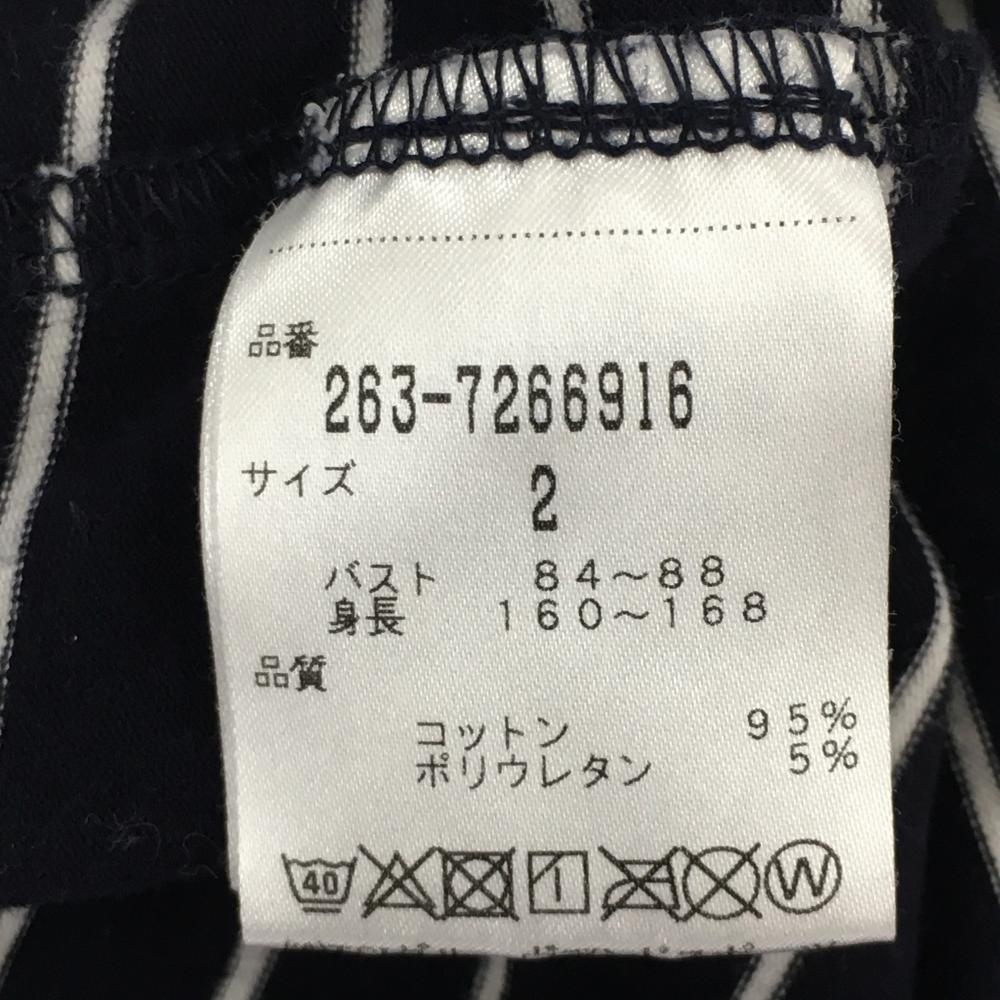 品番
263-7266916
サイズ
2
バスト 84~88
身長 160~168
品質
コットン 95%
ポリウレタン 5%
40 W